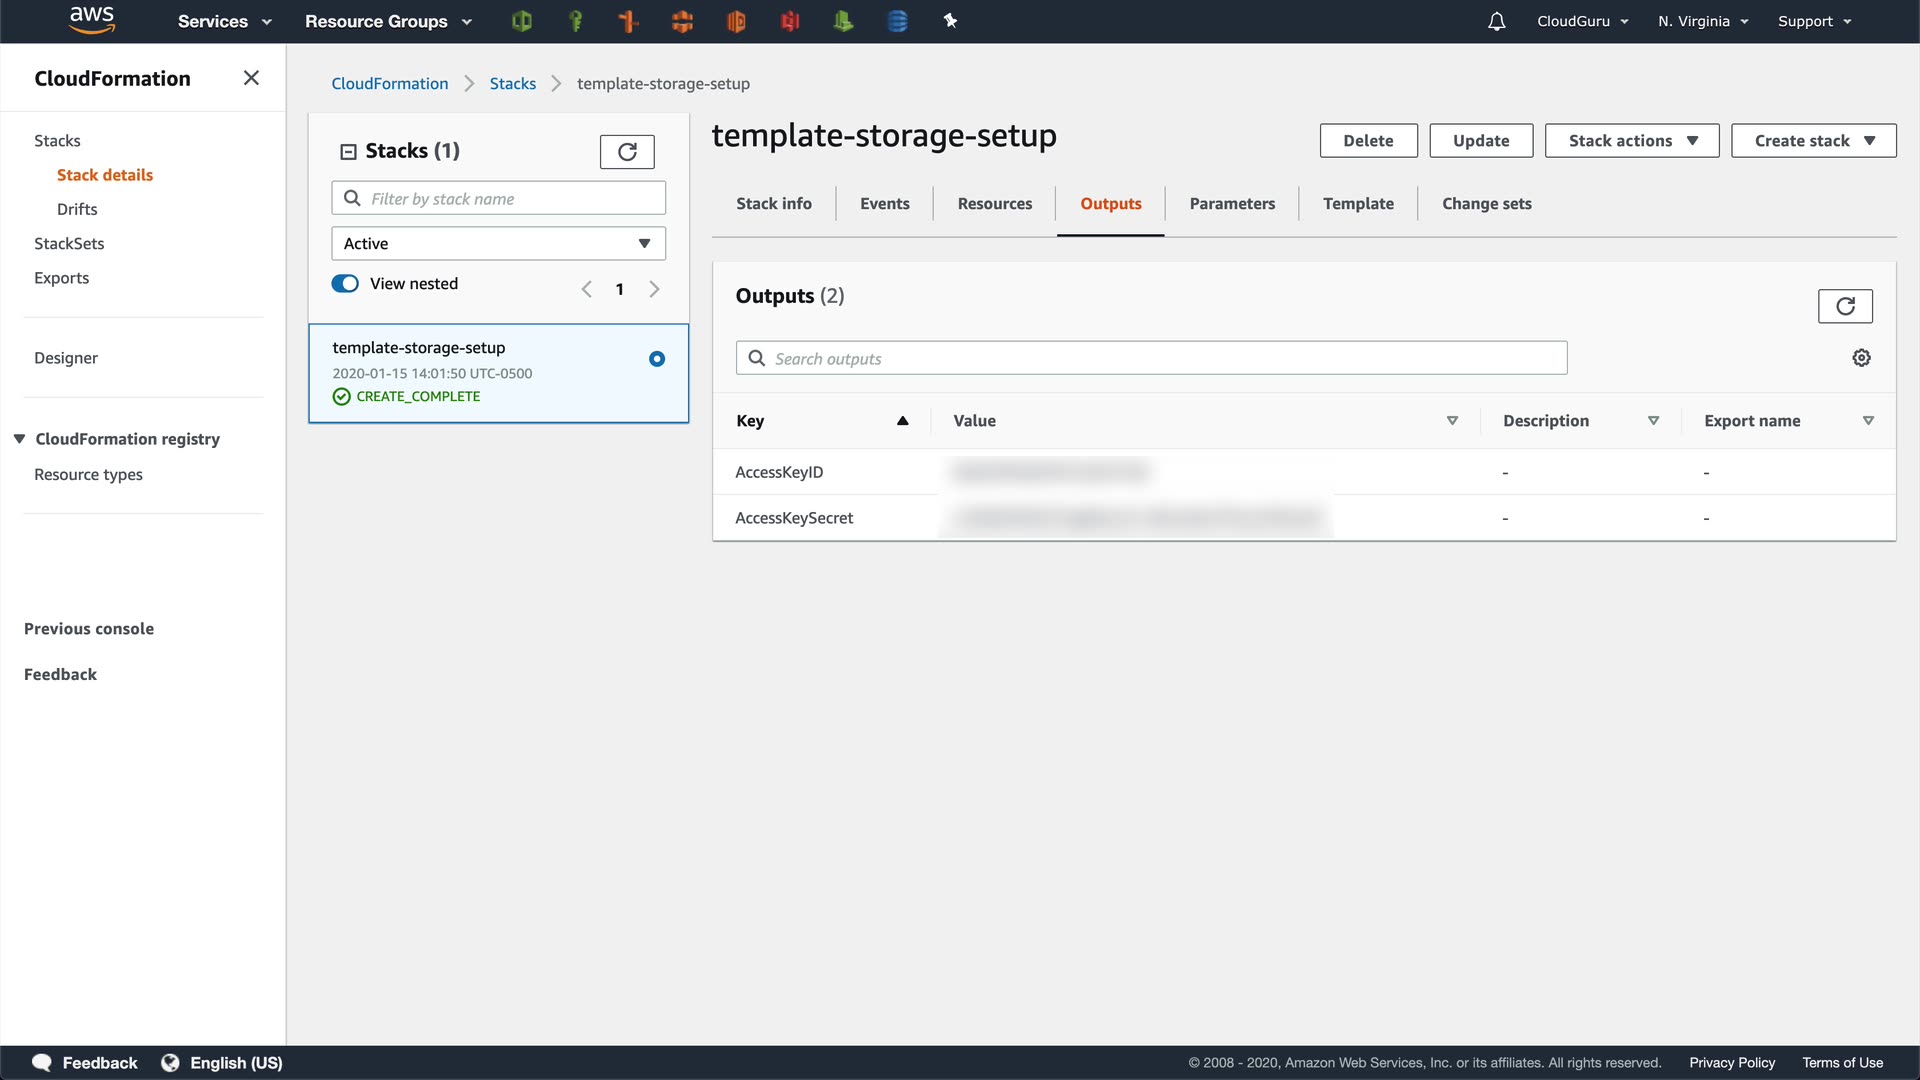 aws Services Resource Groups CloudGuru N. Virginia Support
CloudFormation
Stacks
Stack details
Drifts
StackSets
Exports
Designer
CloudFormation registry
Resource types
Previous console
Feedback
CloudFormation Stacks template-storage-setup
Stacks (1)
Filter by stack name
Active
View nested 1
template-storage-setup
2020-01-15 14:01:50 UTC-0500
CREATE_COMPLETE
template-storage-setup
Delete Update Stack actions Create stack
Stack info Events Resources Outputs Parameters Template Change sets
Outputs (2)
Search outputs
Key Value Description Export name
AccessKeyID - -
AccessKeySecret - -
Feedback English (US) © 2008 - 2020, Amazon Web Services, Inc. or its affiliates. All rights reserved. Privacy Policy Terms of Use